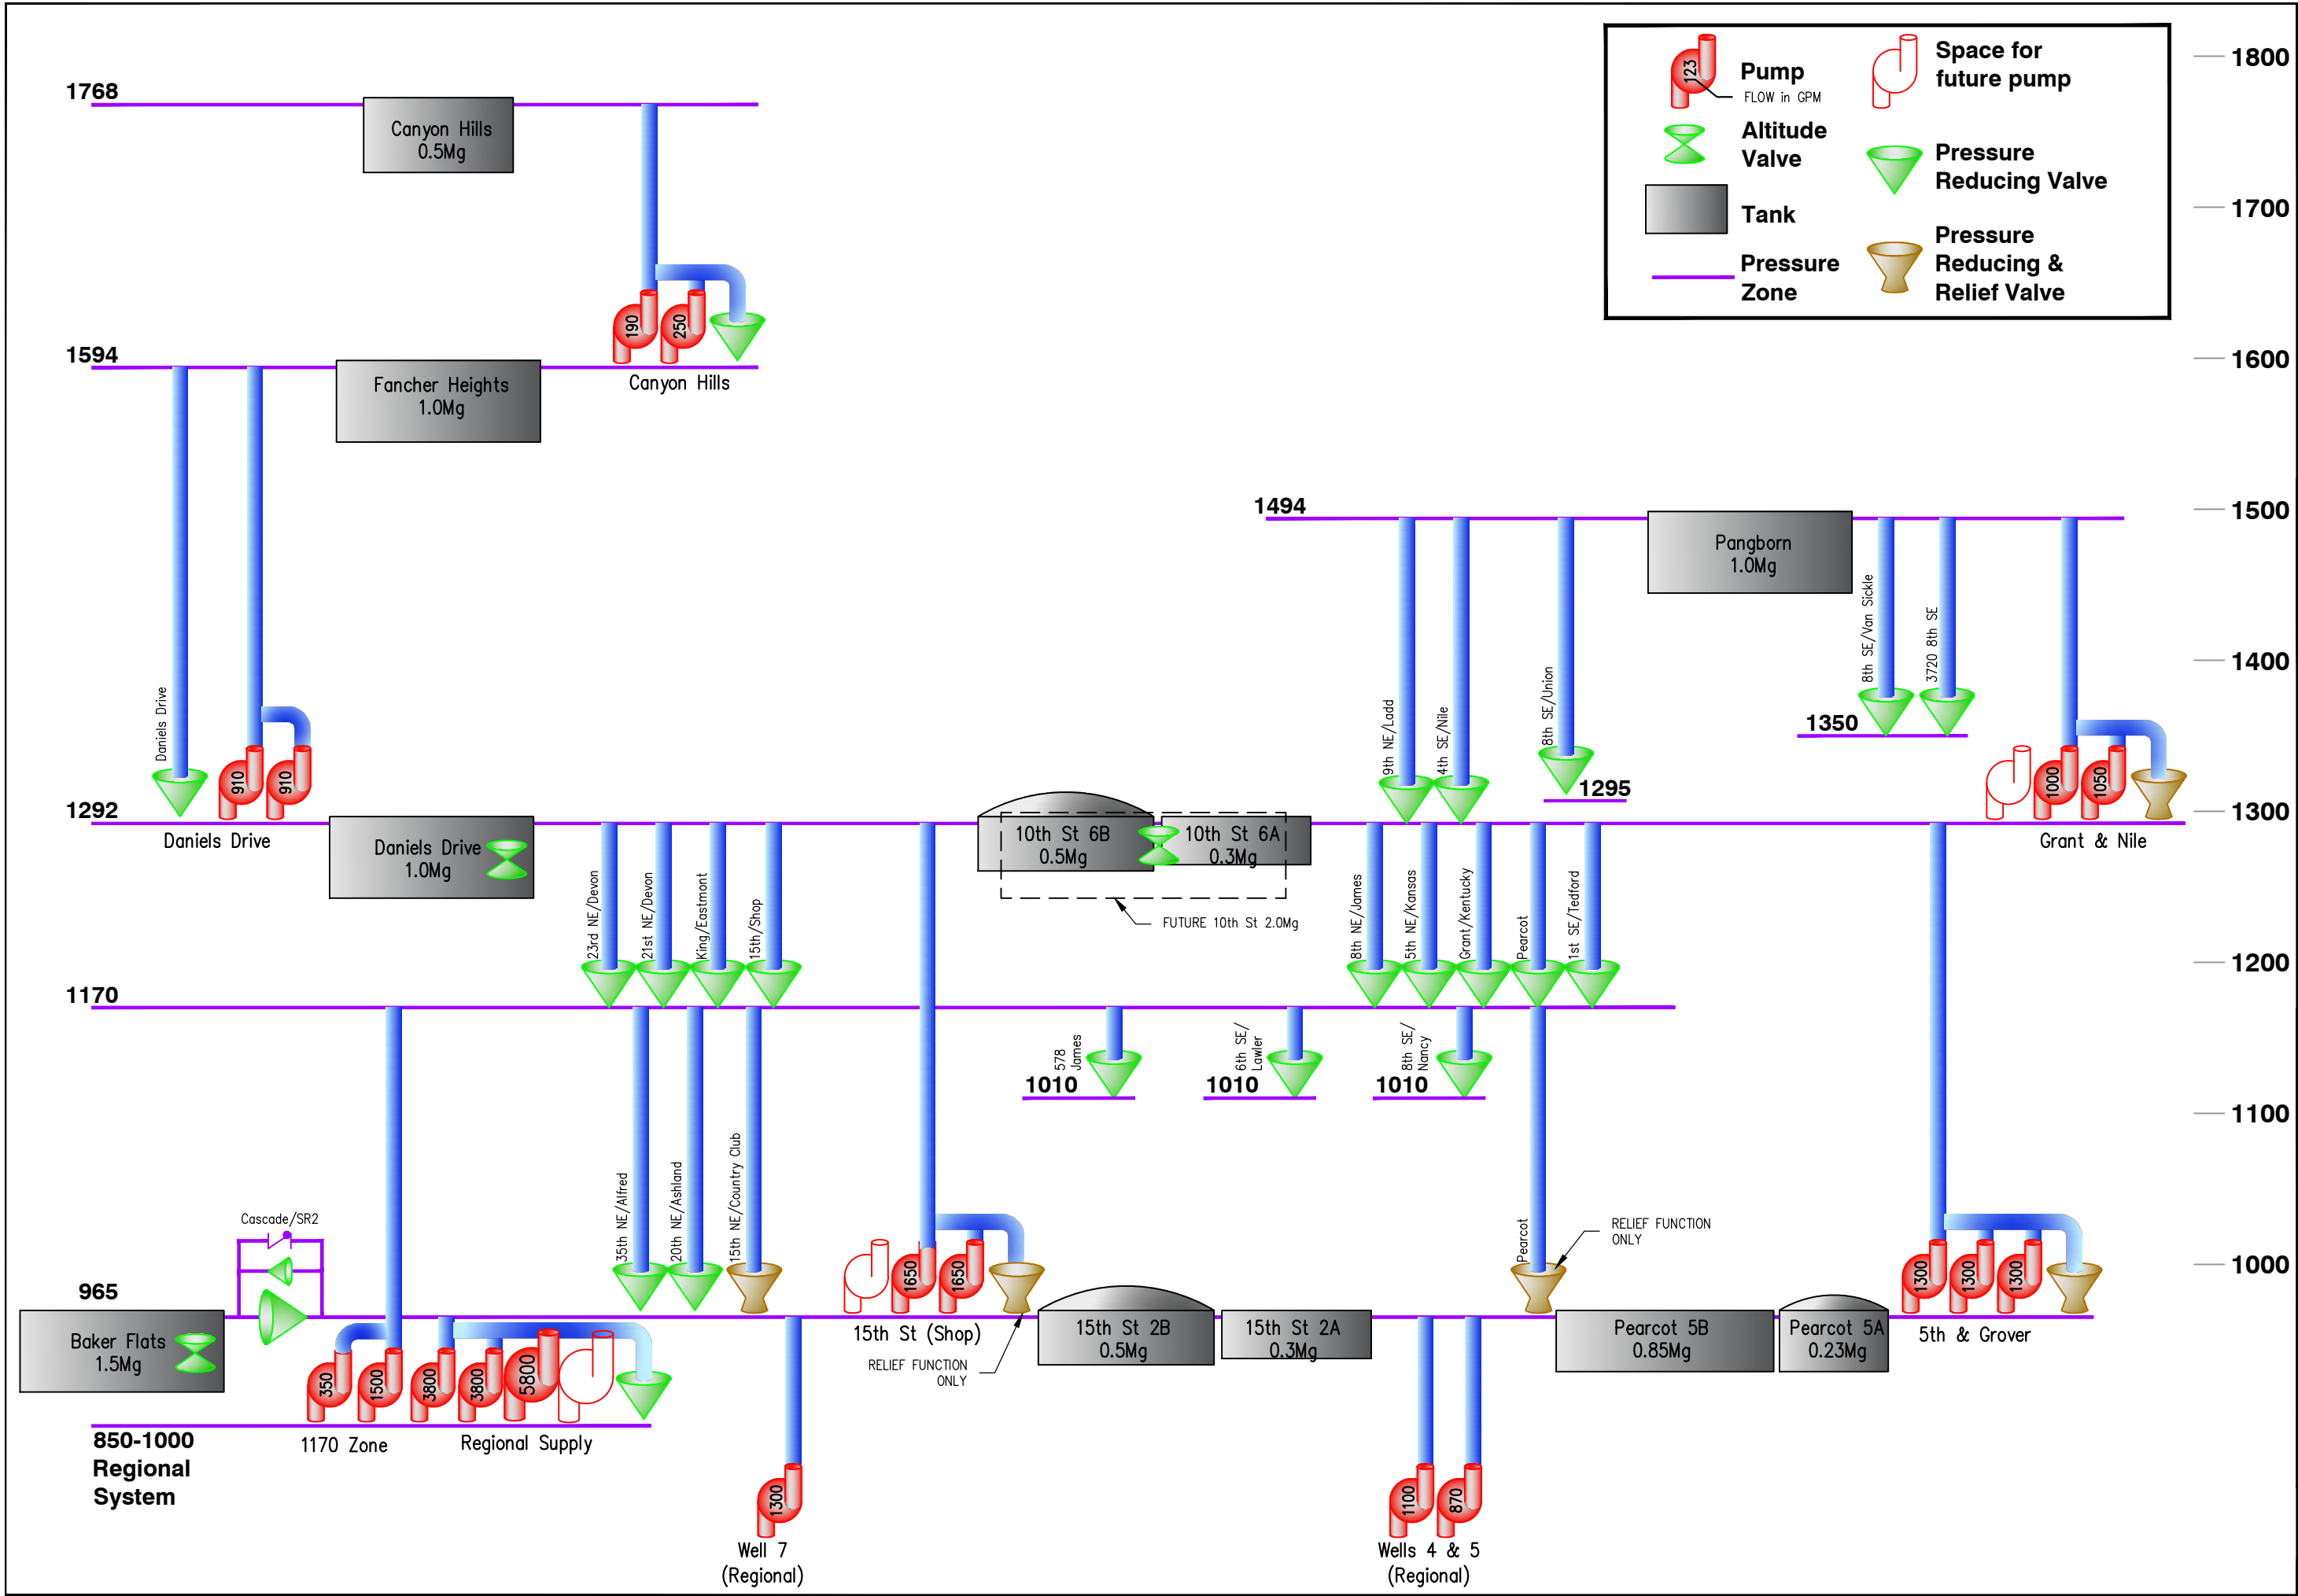 1768
Canyon Hills
0.5Mg
190
250
1594
Fancher Heights
1.0Mg
Canyon Hills
123
Pump
FLOW in GPM
Space for
future pump
Altitude
Valve
Pressure
Reducing Valve
Tank
Pressure
Zone
Pressure
Reducing &
Relief Valve
1800
1700
1600
1500
1400
1300
1200
1100
1000
1494
Pangborn
1.0Mg
9th NE/Ladd
4th SE/Nile
8th SE/Union
8th SE/Van Sickle
3720 8th SE
1350
1295
1000
1050
Grant & Nile
Daniels Drive
910
910
1292
Daniels Drive
Daniels Drive
1.0Mg
10th St 6B
0.5Mg
10th St 6A
0.3Mg
FUTURE 10th St 2.0Mg
23rd NE/Devon
21st NE/Devon
King/Eastmont
15th/Shop
8th NE/James
5th NE/Kansas
Grant/Kentucky
Pearcot
1st SE/Tedford
1170
578
James
1010
6th SE/
Lawler
1010
8th SE/
Nancy
1010
35th NE/Alfred
20th NE/Ashland
15th NE/Country Club
Pearcot
RELIEF FUNCTION
ONLY
Cascade/SR2
965
Baker Flats
1.5Mg
350
1500
3800
3800
5800
1650
1650
15th St (Shop)
RELIEF FUNCTION
ONLY
15th St 2B
0.5Mg
15th St 2A
0.3Mg
Pearcot 5B
0.85Mg
Pearcot 5A
0.23Mg
1300
1300
1300
5th & Grover
850-1000
Regional
System
1170 Zone
Regional Supply
1300
Well 7
(Regional)
1100
870
Wells 4 & 5
(Regional)